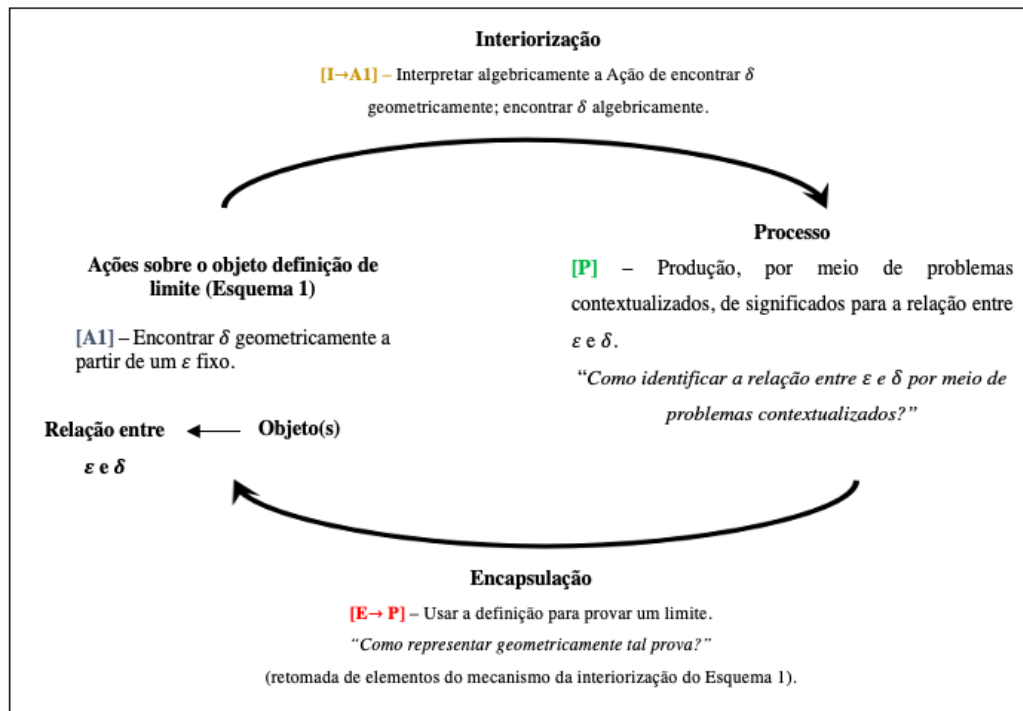 Interiorização
[I→A1] – Interpretar algebricamente a Ação de encontrar δ
geometricamente; encontrar δ algebricamente.
Ações sobre o objeto definição de
limite (Esquema 1)
[A1] – Encontrar δ geometricamente a
partir de um ε fixo.
Relação entre
ε e δ
Objeto(s)
Processo
[P] – Produção, por meio de problemas
contextualizados, de significados para a relação entre
ε e δ.
“Como identificar a relação entre ε e δ por meio de
problemas contextualizados?”
Encapsulação
[E→ P] – Usar a definição para provar um limite.
“Como representar geometricamente tal prova?”
(retomada de elementos do mecanismo da interiorização do Esquema 1).